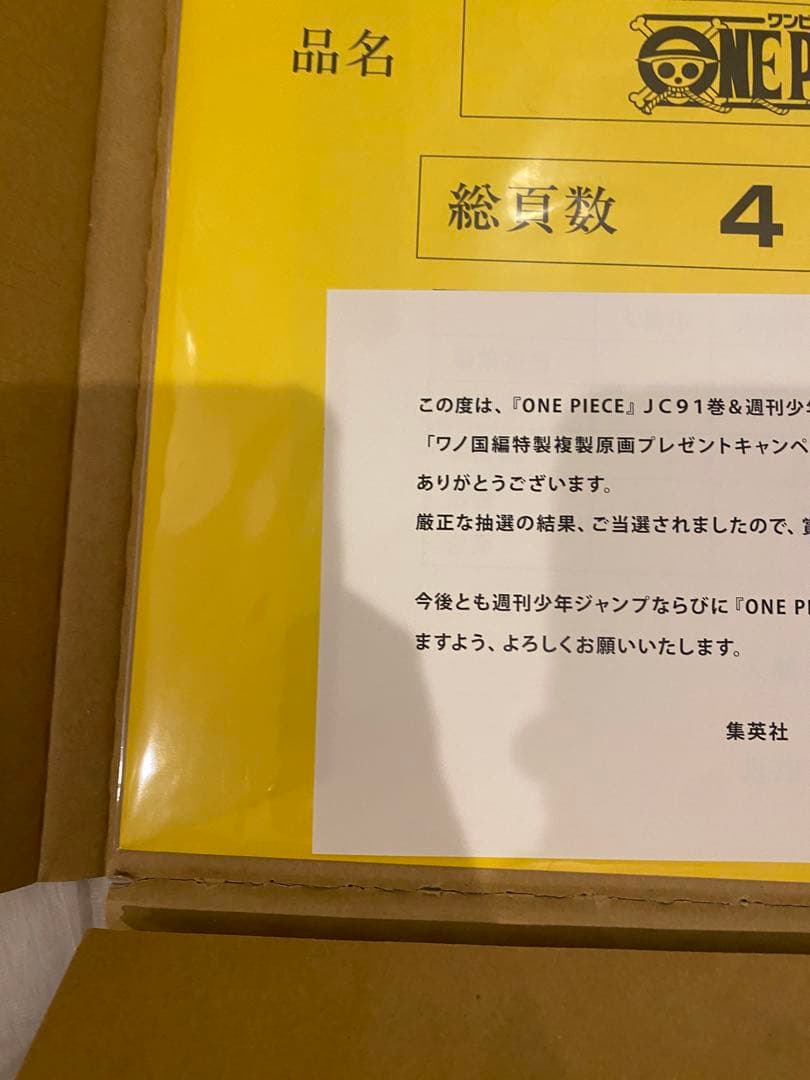 品名
ワンピ
ONE P
総頁数 4
この度は、『ONE PIECE』JC91巻&週刊少年
「ワノ国編特製複製原画プレゼントキャンペ
ありがとうございます。
厳正な抽選の結果、ご当選されましたので、賞
今後とも週刊少年ジャンプならびに『ONE PI
ますよう、よろしくお願いいたします。
集英社